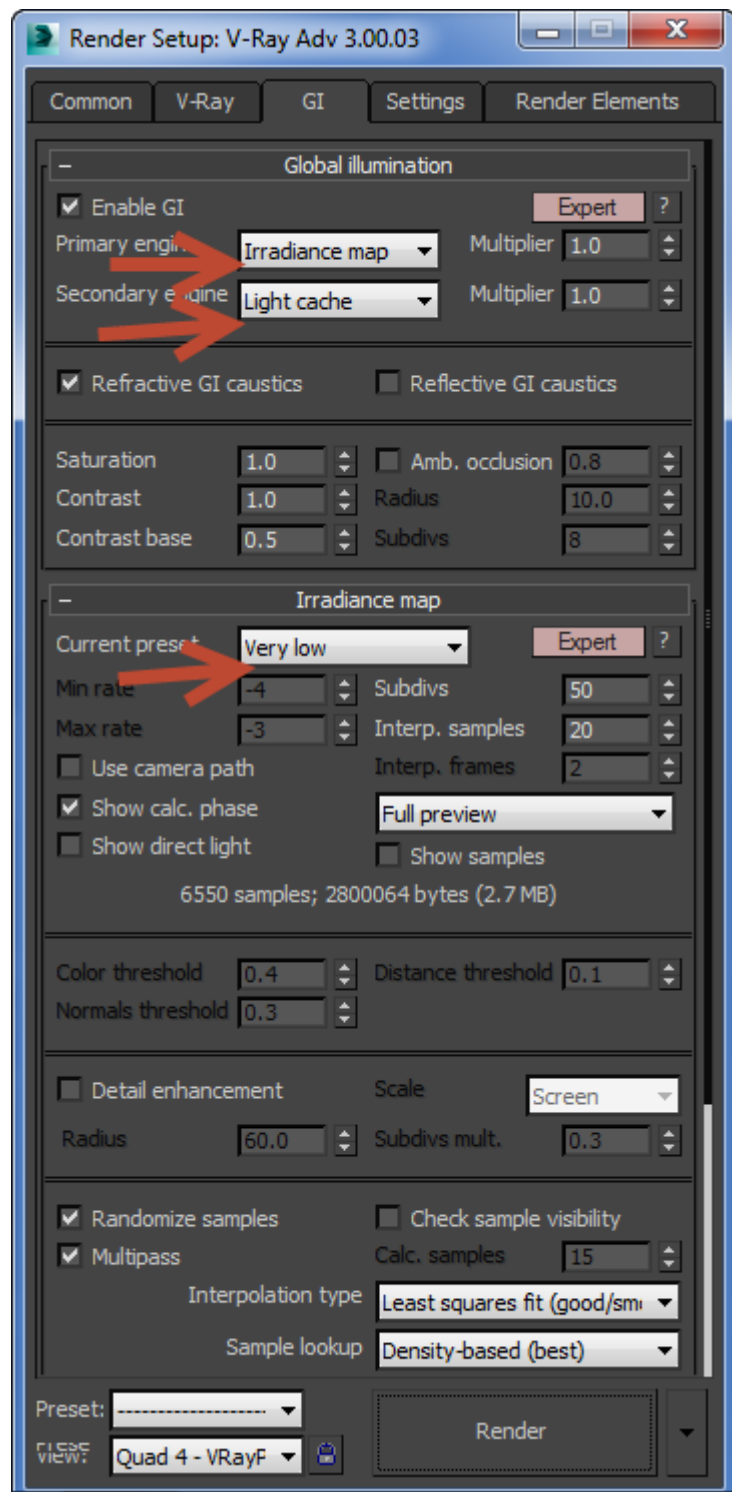 Render Setup: V-Ray Adv 3.00.03
Common V-Ray GI Settings Render Elements
Global illumination
Enable GI Expert ?
Primary engine Irradiance map Multiplier 1.0
Secondary engine Light cache Multiplier 1.0
Refractive GI caustics Reflective GI caustics
Saturation 1.0 Amb. occlusion 0.8
Contrast 1.0 Radius 10.0
Contrast base 0.5 Subdivs 8
Irradiance map
Current preset Very low Expert ?
Min rate -4 Subdivs 50
Max rate -3 Interp. samples 20
Use camera path Interp. frames 2
Show calc. phase Full preview
Show direct light Show samples
6550 samples; 2800064 bytes (2.7 MB)
Color threshold 0.4 Distance threshold 0.1
Normals threshold 0.3
Detail enhancement Scale Screen
Radius 60.0 Subdivs mult. 0.3
Randomize samples Check sample visibility
Multipass Calc. samples 15
Interpolation type Least squares fit (good/smo
Sample lookup Density-based (best)
Preset: ------------------- Render
View: Quad 4 - VRayP